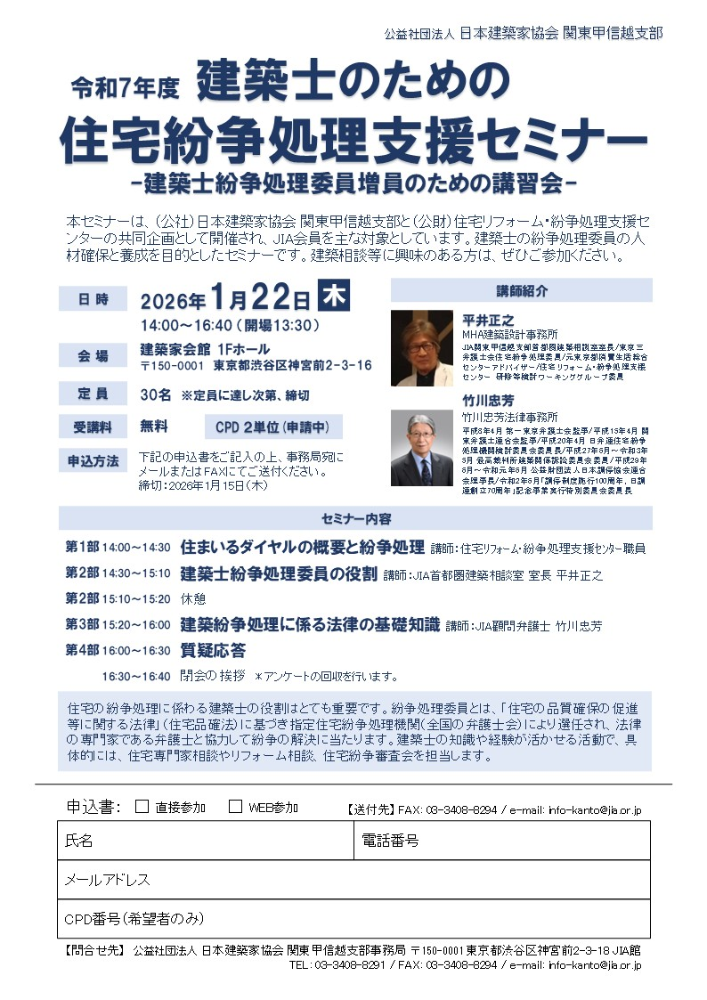 公益社団法人 日本建築家協会 関東甲信越支部
令和7年度 建築士のための
住宅紛争処理支援セミナー
-建築士紛争処理委員増員のための講習会-
本セミナーは、（公社）日本建築家協会 関東甲信越支部と（公財）住宅リフォーム・紛争処理支援セ
ンターの共同企画として開催され、JIA会員を主な対象としています。建築士の紛争処理委員の人
材確保と養成を目的としたセミナーです。建築相談等に興味のある方は、ぜひご参加ください。
日 時
2026年1月22日 木
14:00～16:40（開場13:30）
会 場
建築家会館 1Fホール
〒150-0001 東京都渋谷区神宮前2-3-16
定 員
30名 ※定員に達し次第、締切
受講料
無料
CPD 2単位(申請中)
申込方法
下記の申込書をご記入の上、事務局宛に
メールまたはFAXにてご送付ください。
締切：2026年1月15日（木）
講師紹介
平井正之
MHA建築設計事務所
JIA関東甲信越支部首都圏建築相談室室長/東京三
弁護士会住宅紛争処理委員/元東京都消費生活総合
センターアドバイザー/住宅リフォーム・紛争処理支援
センター 研修等検討ワーキンググループ委員
竹川忠芳
竹川忠芳法律事務所
平成8年4月 第一東京弁護士会監事/平成15年4月 関
東弁護士連合会監事/平成20年4月 日弁連住宅紛争
処理機関検討委員会委員長/平成27年6月～令和3年
5月 最高裁判所建築関係訴訟委員会委員/平成29年
6月～令和元年6月 公益財団法人日本調停協会連合
会理事長/令和2年6月「調停制度施行100周年、日調
連創立70周年」記念事業実行特別委員会委員長
セミナー内容
第1部 14:00～14:30 住まいるダイヤルの概要と紛争処理 講師：住宅リフォーム・紛争処理支援センター職員
第2部 14:30～15:10 建築士紛争処理委員の役割 講師：JIA首都圏建築相談室 室長 平井正之
第2部 15:10～15:20 休憩
第3部 15:20～16:00 建築紛争処理に係る法律の基礎知識 講師：JIA顧問弁護士 竹川忠芳
第4部 16:00～16:30 質疑応答
16:30～16:40 閉会の挨拶 ＊アンケートの回収を行います。
住宅の紛争処理に係わる建築士の役割はとても重要です。紛争処理委員とは、「住宅の品質確保の促進
等に関する法律」（住宅品確法）に基づき指定住宅紛争処理機関(全国の弁護士会)により選任され、法律
の専門家である弁護士と協力して紛争の解決に当たります。建築士の知識や経験が活かせる活動で、具
体的には、住宅専門家相談やリフォーム相談、住宅紛争審査会を担当します。
申込書： □ 直接参加 □ WEB参加 【送付先】FAX: 03-3408-8294 / e-mail: info-kanto@jia.or.jp
氏名 電話番号
メールアドレス
CPD番号（希望者のみ）
【問合せ先】 公益社団法人 日本建築家協会 関東甲信越支部事務局 〒150-0001 東京都渋谷区神宮前2-3-18 JIA館
TEL: 03-3408-8291 / FAX: 03-3408-8294 / e-mail: info-kanto@jia.or.jp